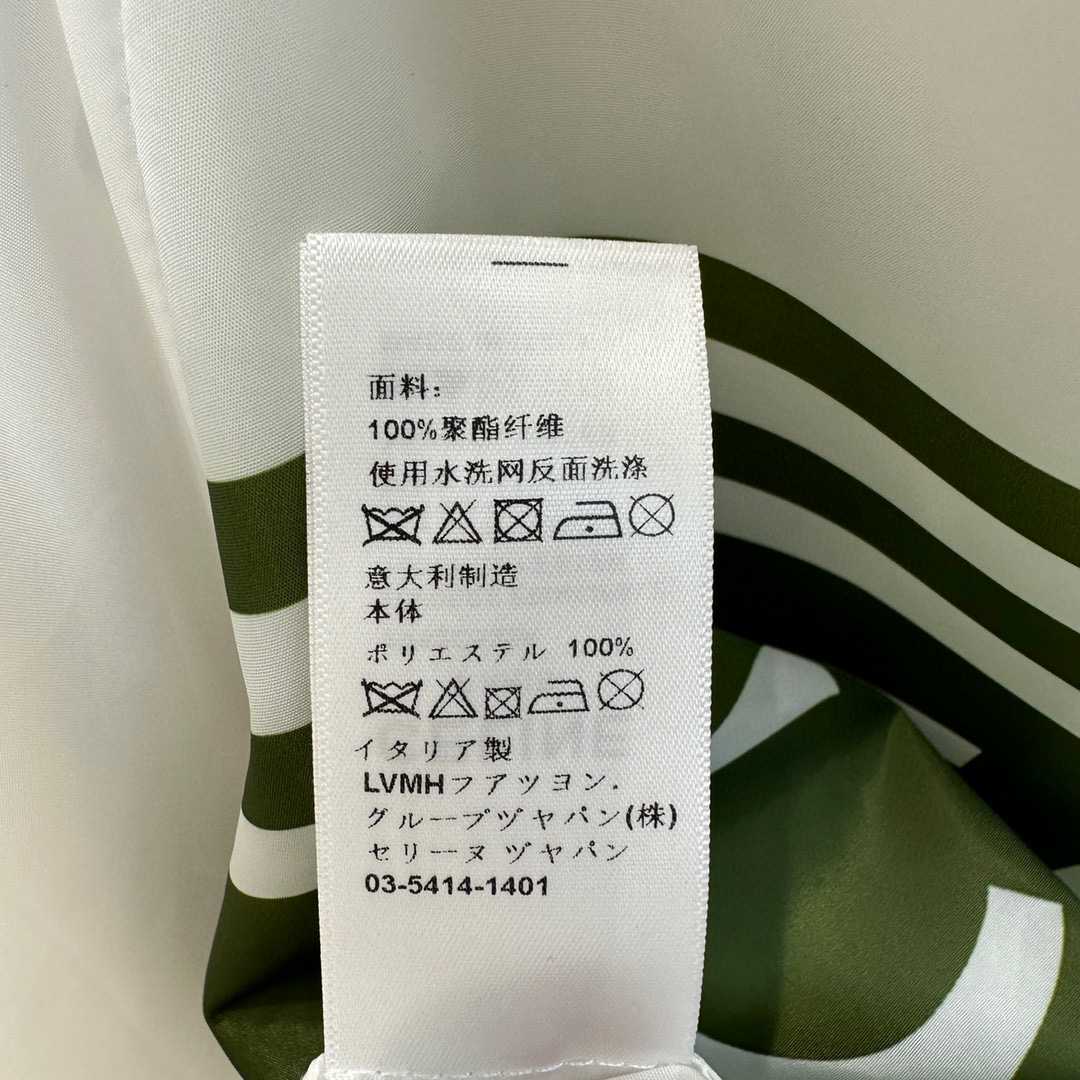 面料:
100%聚酯纤维
使用水洗网反面洗涤
意大利制造
本体
ポリエステル 100%
イタリア製
LVMHフアツヨン.
グループヅヤパン(株)
セリーヌ ヅヤパン
03-5414-1401